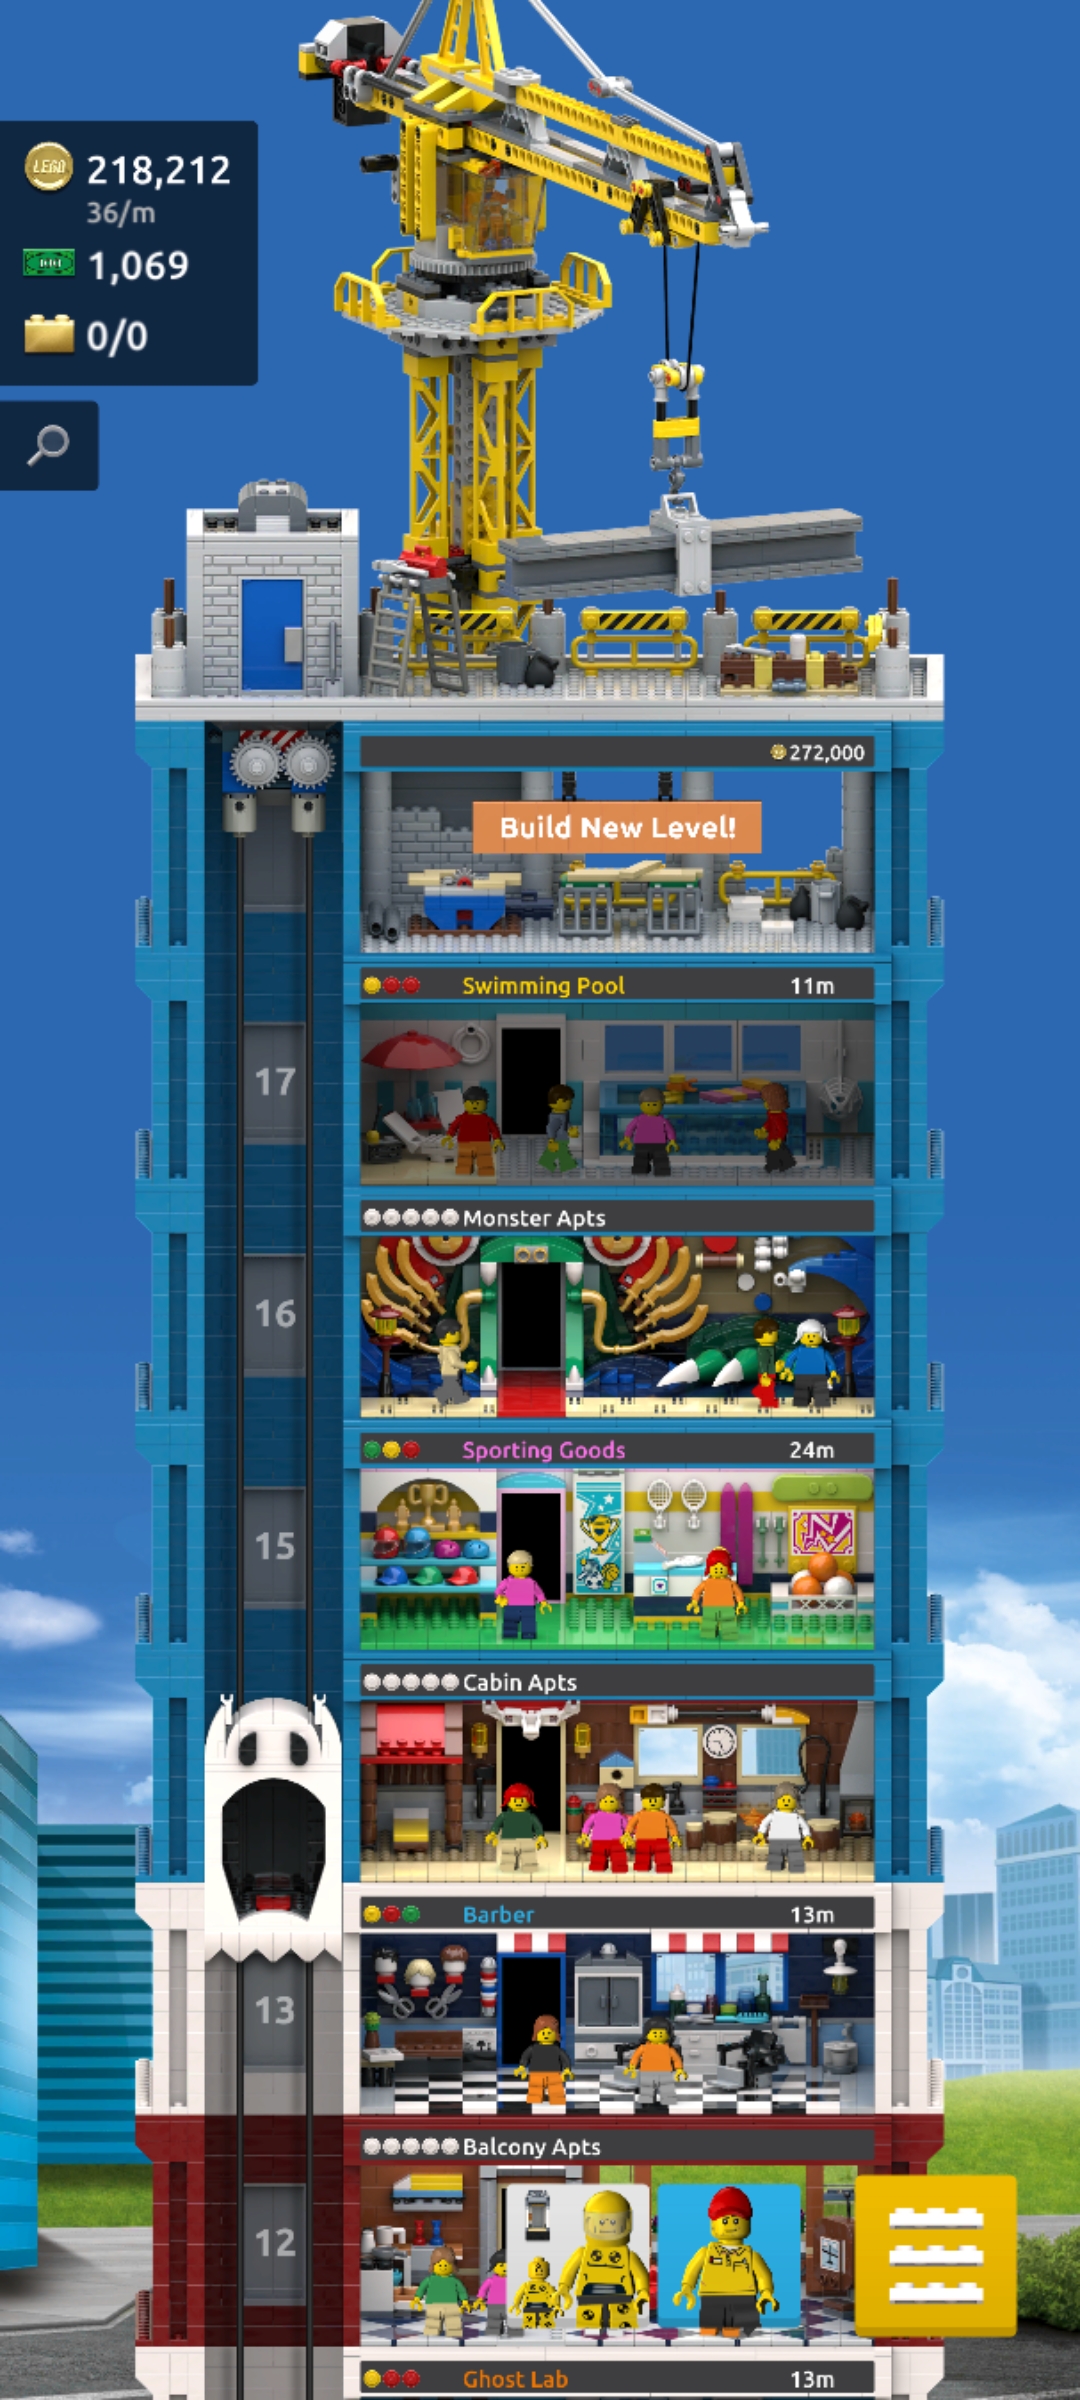 LEGO 218,212
36/m
1,069
0/0
272,000
Build New Level!
Swimming Pool 11m
17
Monster Apts
16
Sporting Goods 24m
15
Cabin Apts
Barber 13m
13
Balcony Apts
12
Ghost Lab 13m